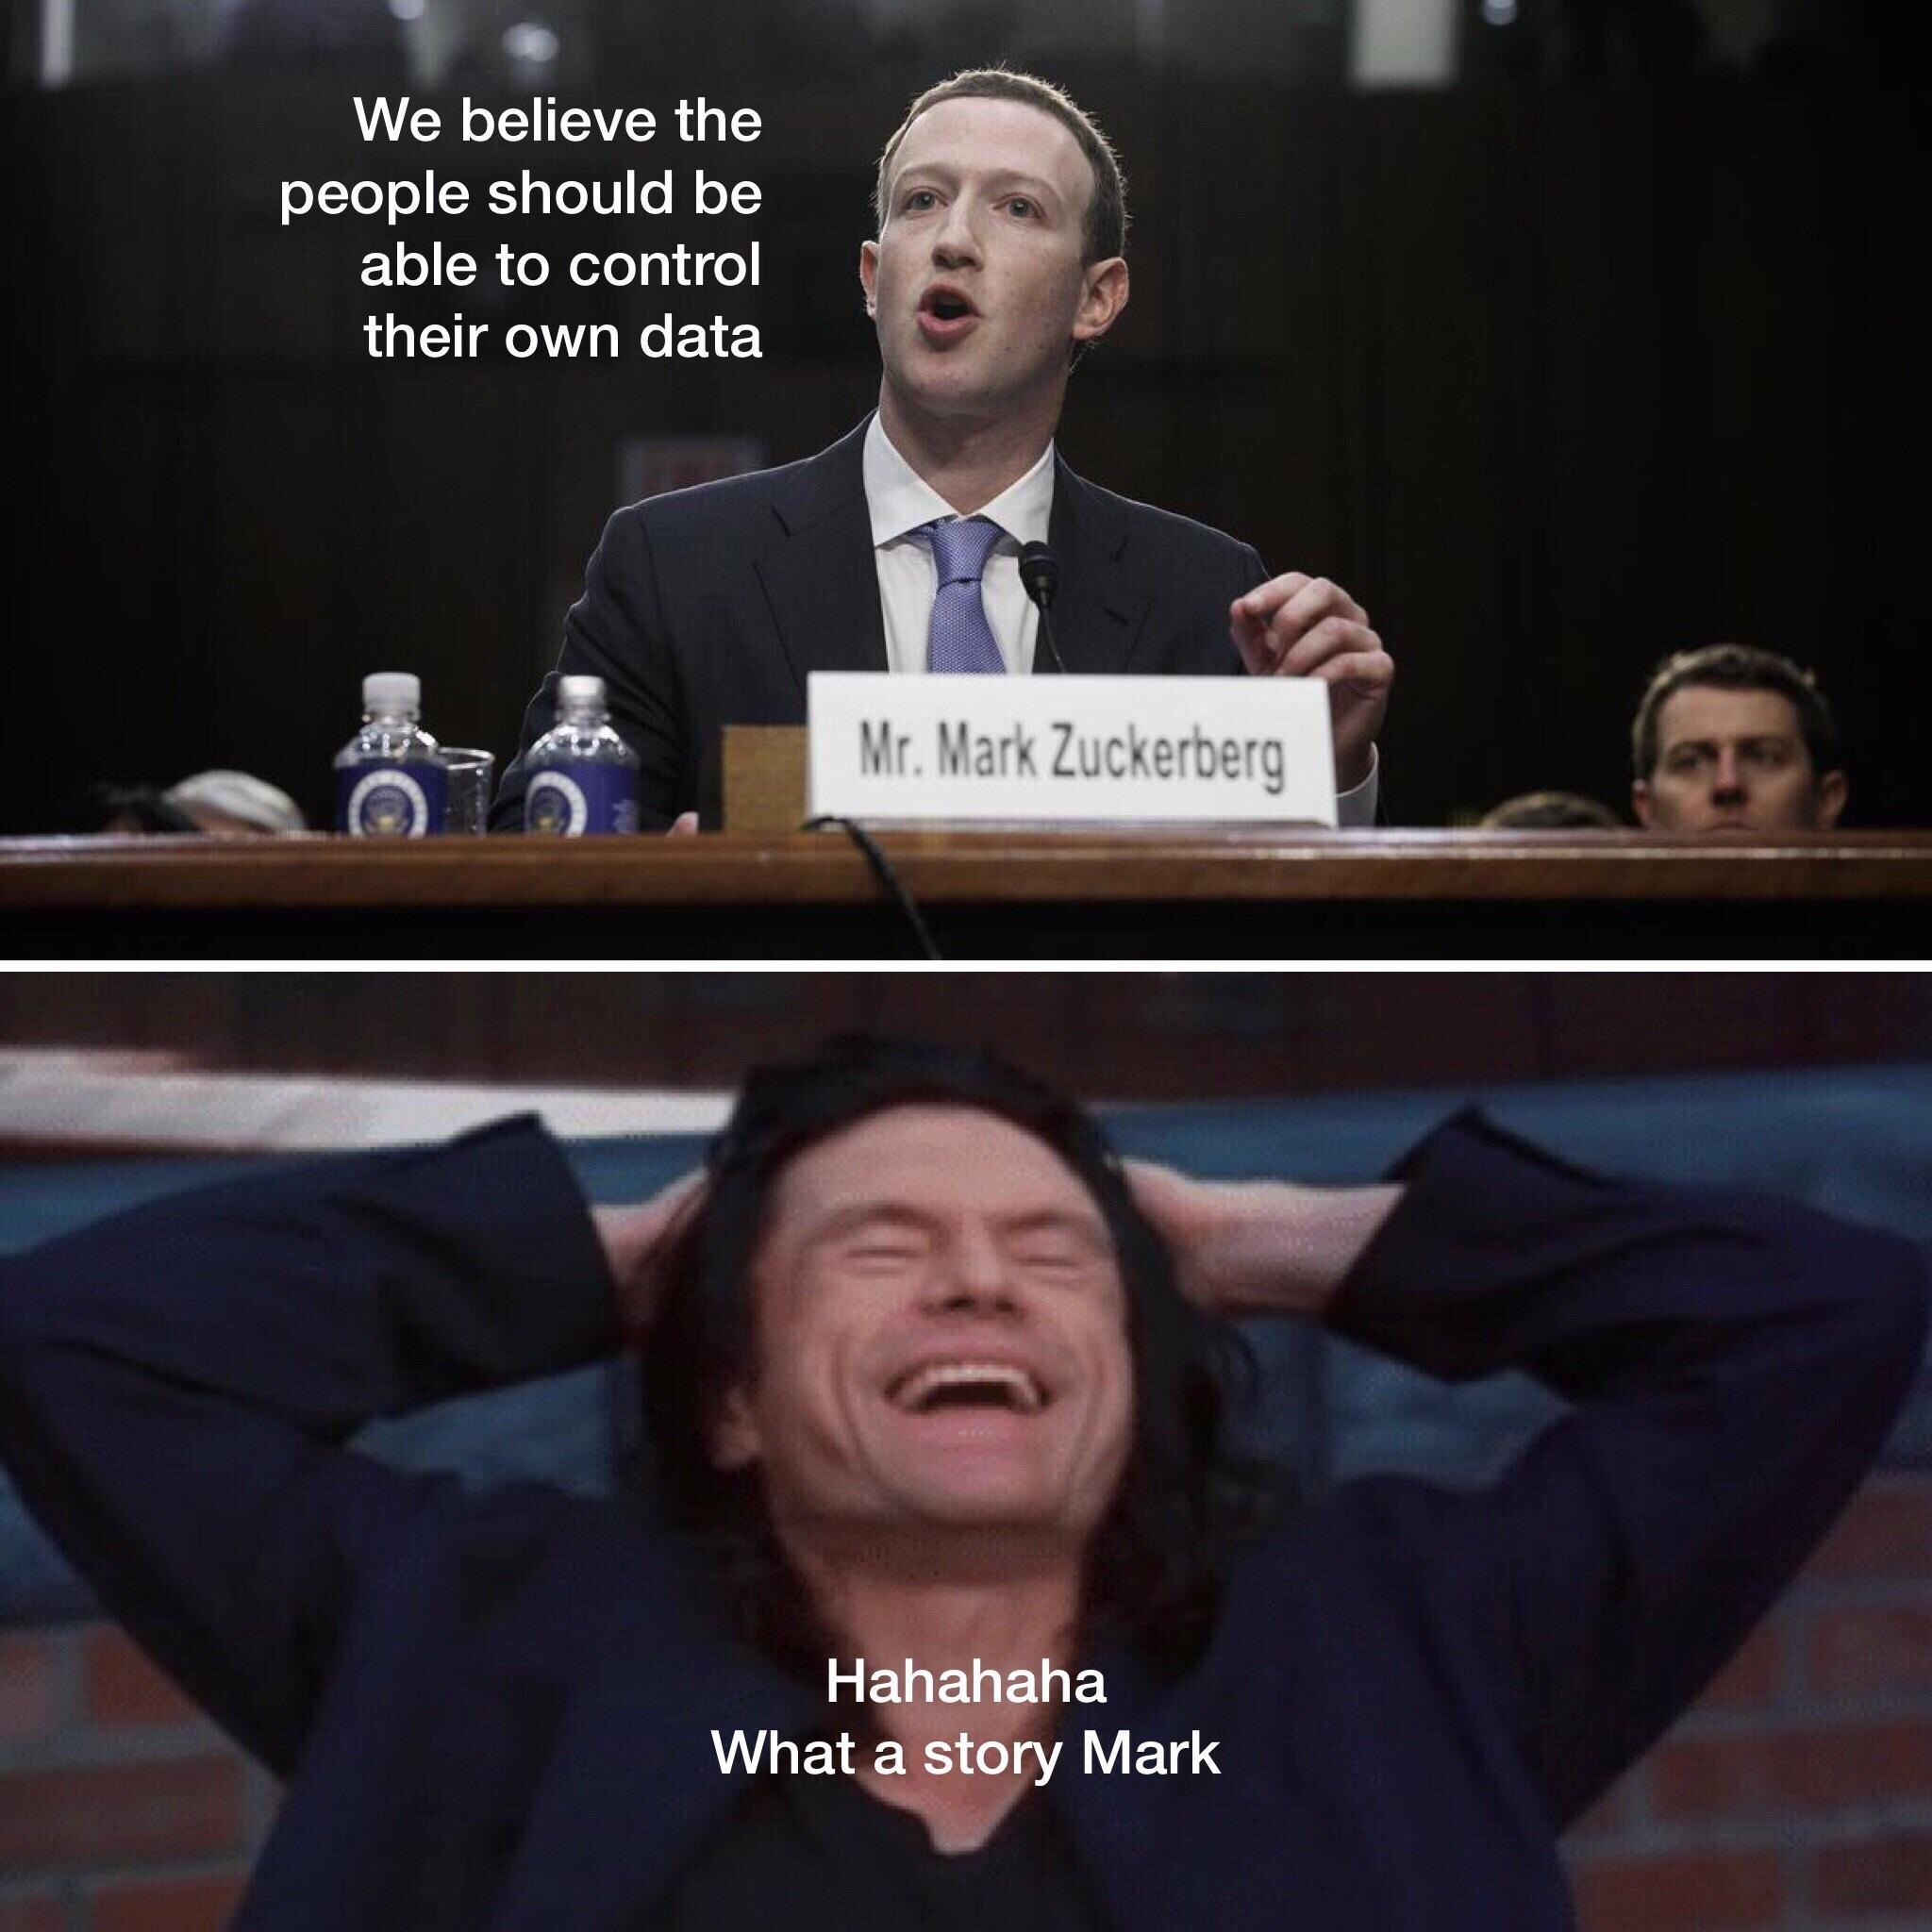 We believe the
people should be
able to control
their own data
Mr. Mark Zuckerberg
Hahahaha
What a story Mark